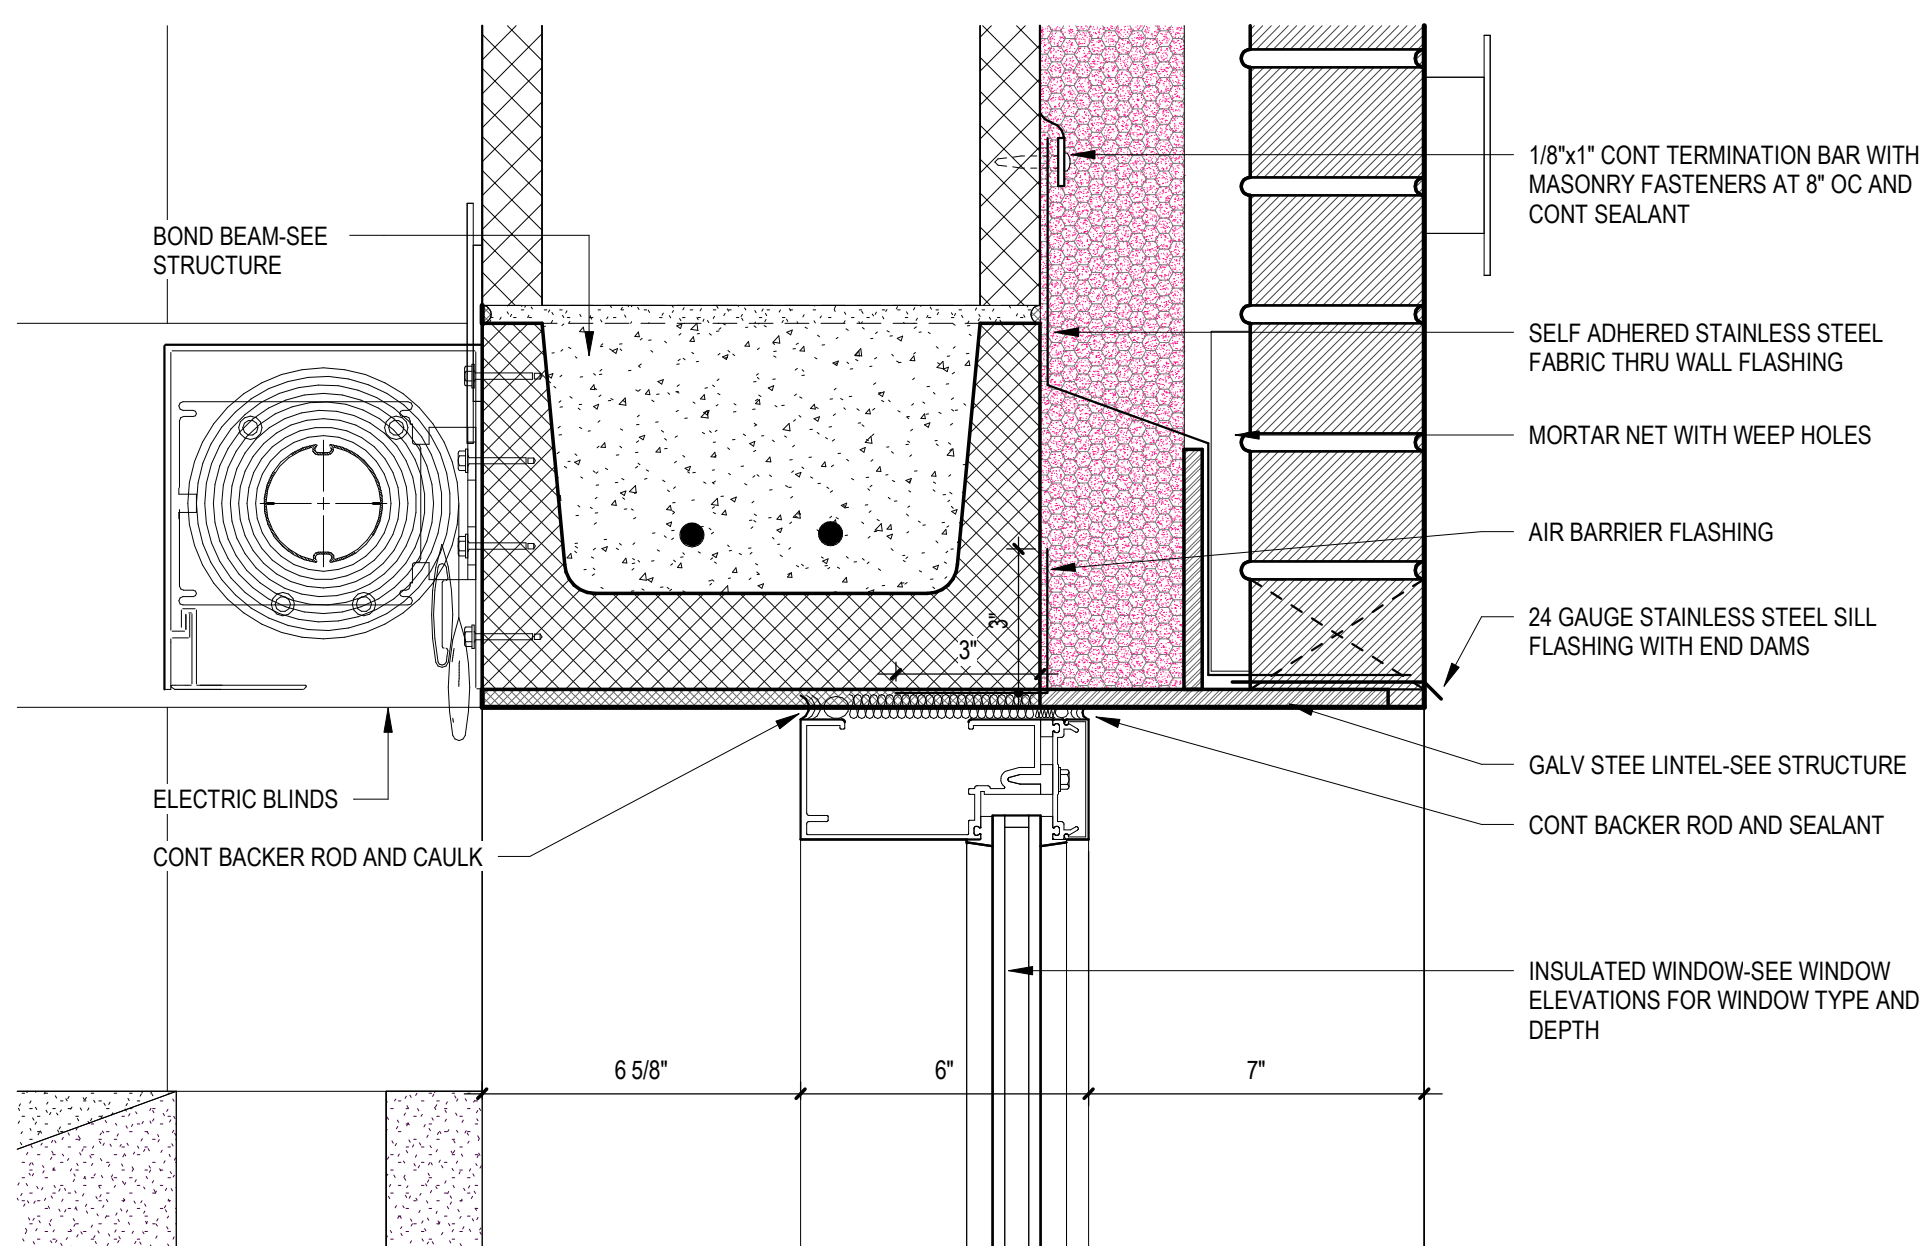 1/8"x1" CONT TERMINATION BAR WITH
MASONRY FASTENERS AT 8" OC AND
CONT SEALANT
BOND BEAM-SEE
STRUCTURE
SELF ADHERED STAINLESS STEEL
FABRIC THRU WALL FLASHING
MORTAR NET WITH WEEP HOLES
AIR BARRIER FLASHING
24 GAUGE STAINLESS STEEL SILL
FLASHING WITH END DAMS
3"
3"
GALV STEE LINTEL-SEE STRUCTURE
ELECTRIC BLINDS
CONT BACKER ROD AND SEALANT
CONT BACKER ROD AND CAULK
INSULATED WINDOW-SEE WINDOW
ELEVATIONS FOR WINDOW TYPE AND
DEPTH
6 5/8"
6"
7"